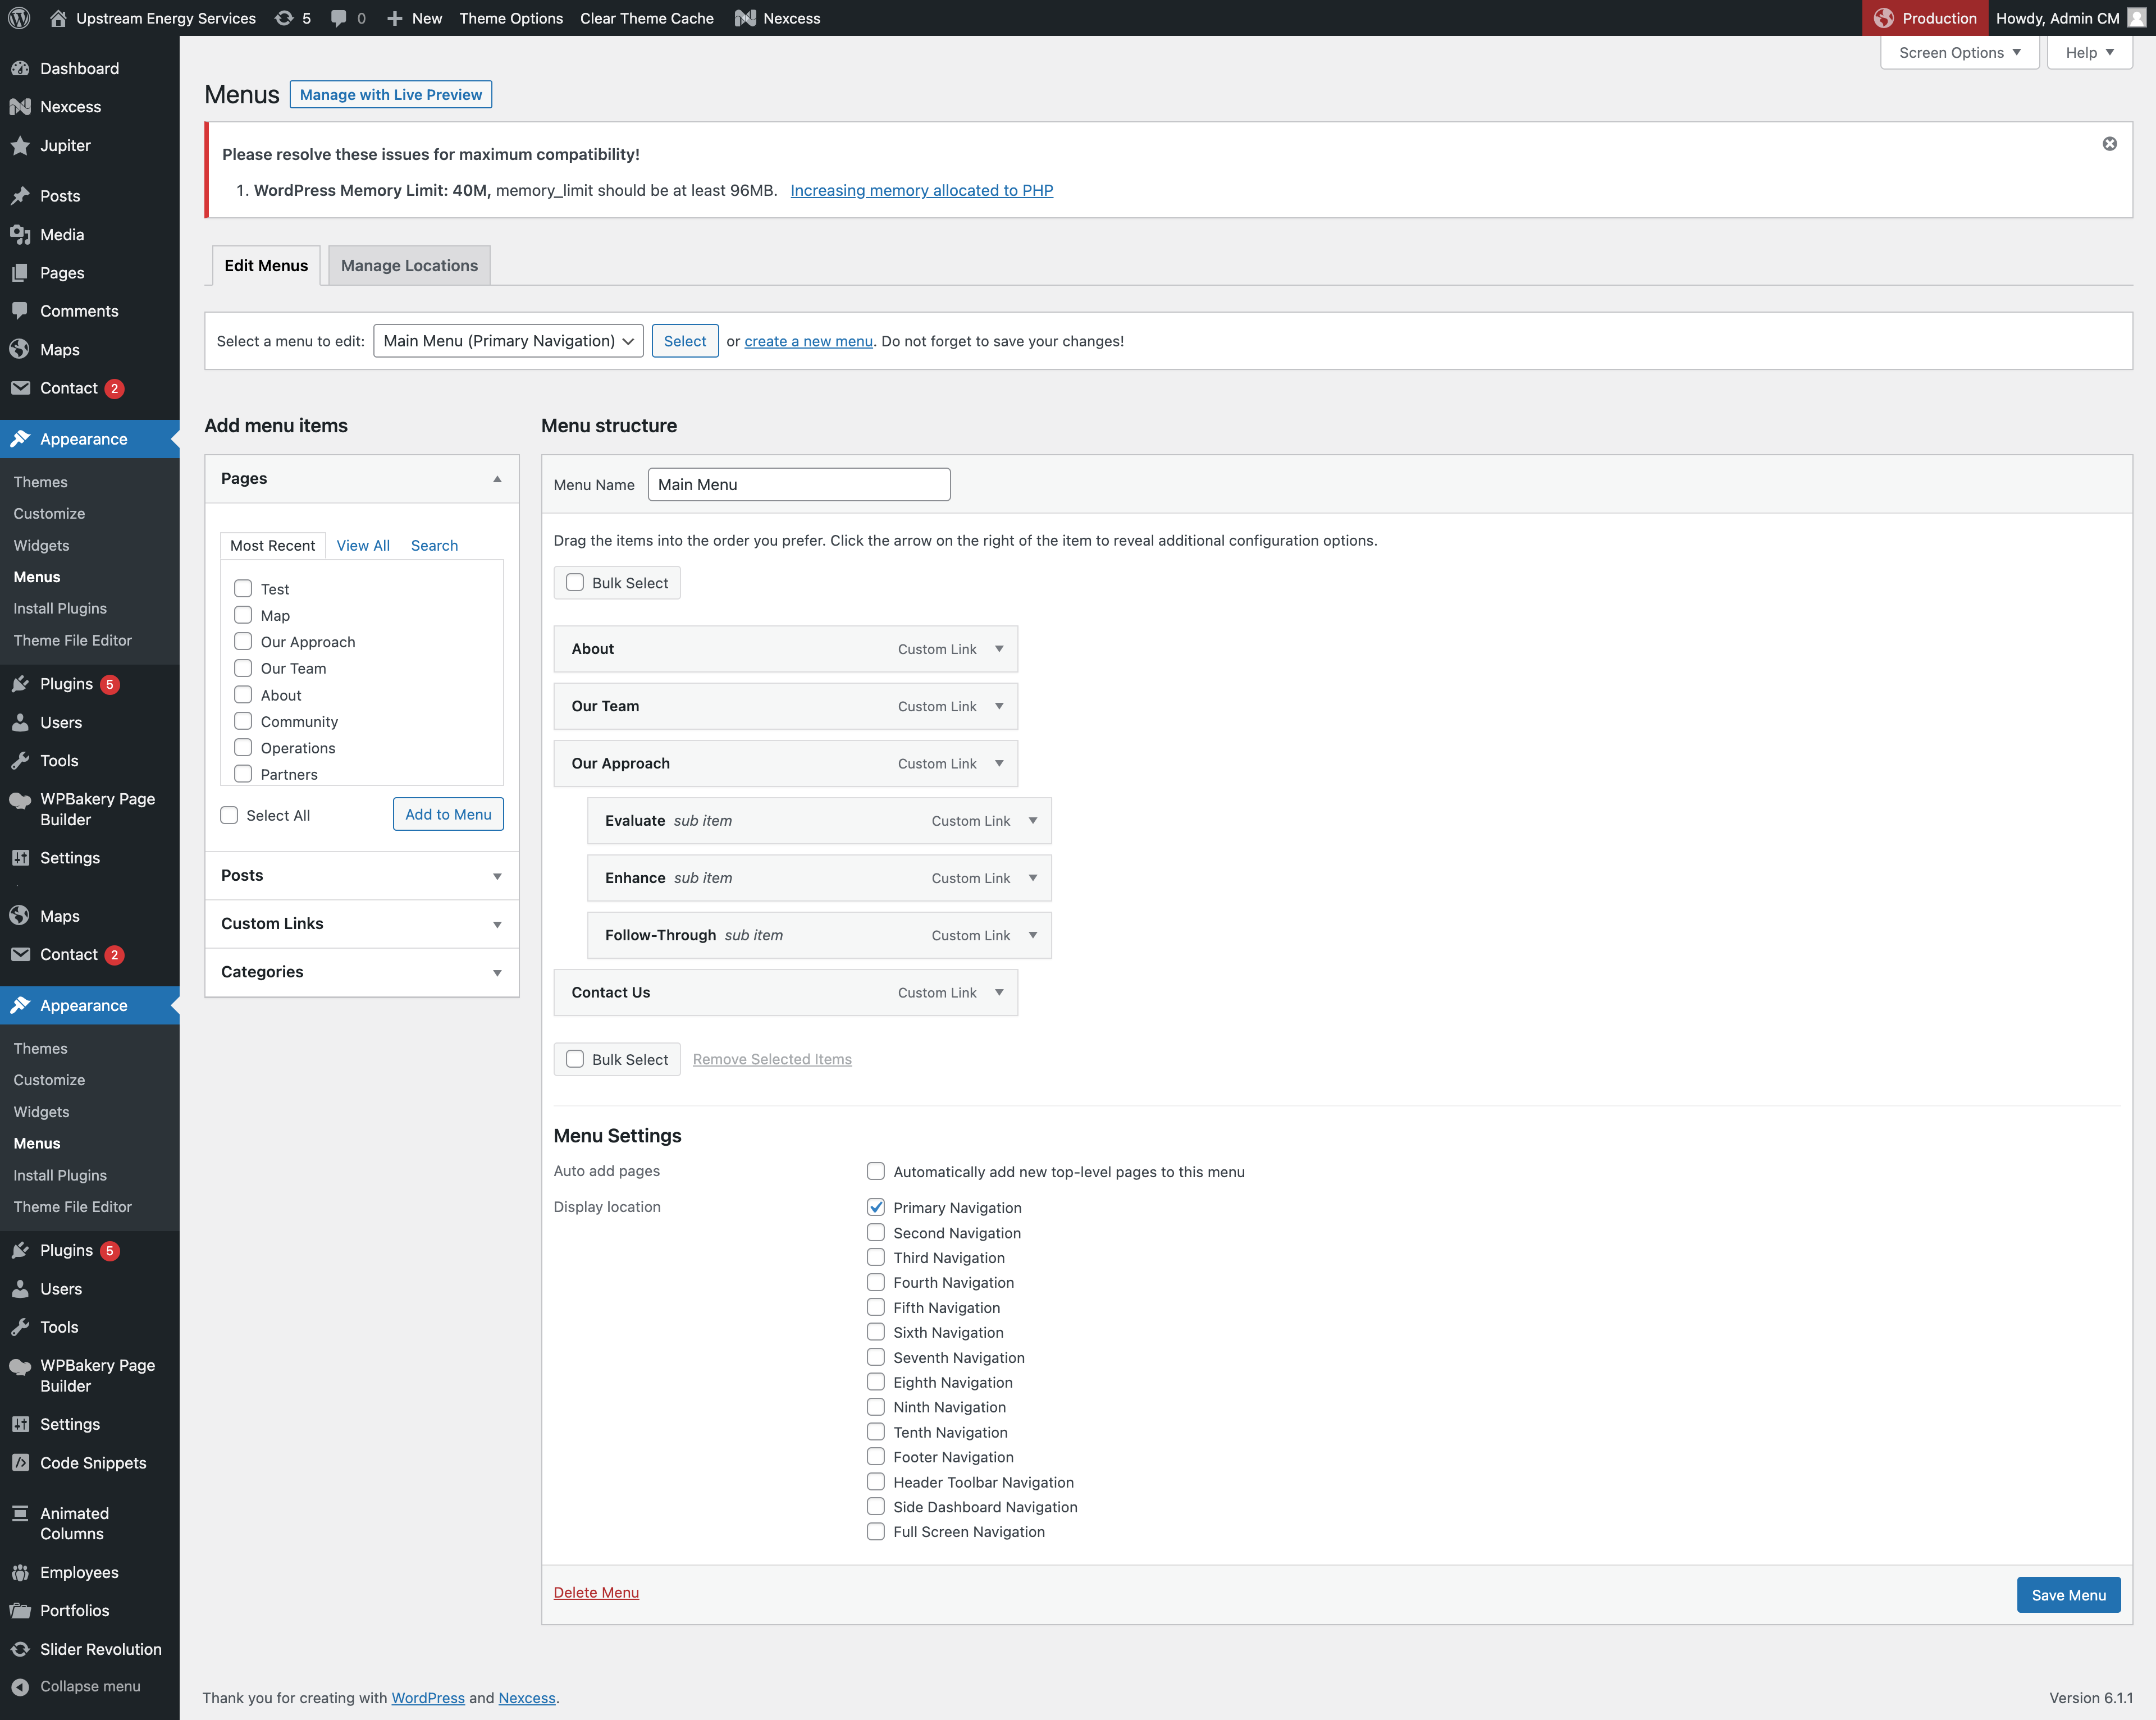 Upstream Energy Services 5 0 New Theme Options Clear Theme Cache Nexcess Production Howdy, Admin CM
Screen Options Help
Dashboard
Nexcess
Jupiter
Posts
Media
Pages
Comments
Maps
Contact 2
Appearance
Themes
Customize
Widgets
Menus
Install Plugins
Theme File Editor
Plugins 5
Users
Tools
WPBakery Page
Builder
Settings
Maps
Contact 2
Appearance
Themes
Customize
Widgets
Menus
Install Plugins
Theme File Editor
Plugins 5
Users
Tools
WPBakery Page
Builder
Settings
Code Snippets
Animated
Columns
Employees
Portfolios
Slider Revolution
Collapse menu
Menus Manage with Live Preview
Please resolve these issues for maximum compatibility!
1. WordPress Memory Limit: 40M, memory_limit should be at least 96MB. Increasing memory allocated to PHP
Edit Menus Manage Locations
Select a menu to edit: Main Menu (Primary Navigation) Select or create a new menu. Do not forget to save your changes!
Add menu items
Pages
Most Recent View All Search
Test
Map
Our Approach
Our Team
About
Community
Operations
Partners
Select All Add to Menu
Posts
Custom Links
Categories
Menu structure
Menu Name Main Menu
Drag the items into the order you prefer. Click the arrow on the right of the item to reveal additional configuration options.
Bulk Select
About Custom Link
Our Team Custom Link
Our Approach Custom Link
Evaluate sub item Custom Link
Enhance sub item Custom Link
Follow-Through sub item Custom Link
Contact Us Custom Link
Bulk Select Remove Selected Items
Menu Settings
Auto add pages Automatically add new top-level pages to this menu
Display location Primary Navigation
Second Navigation
Third Navigation
Fourth Navigation
Fifth Navigation
Sixth Navigation
Seventh Navigation
Eighth Navigation
Ninth Navigation
Tenth Navigation
Footer Navigation
Header Toolbar Navigation
Side Dashboard Navigation
Full Screen Navigation
Delete Menu Save Menu
Thank you for creating with WordPress and Nexcess. Version 6.1.1